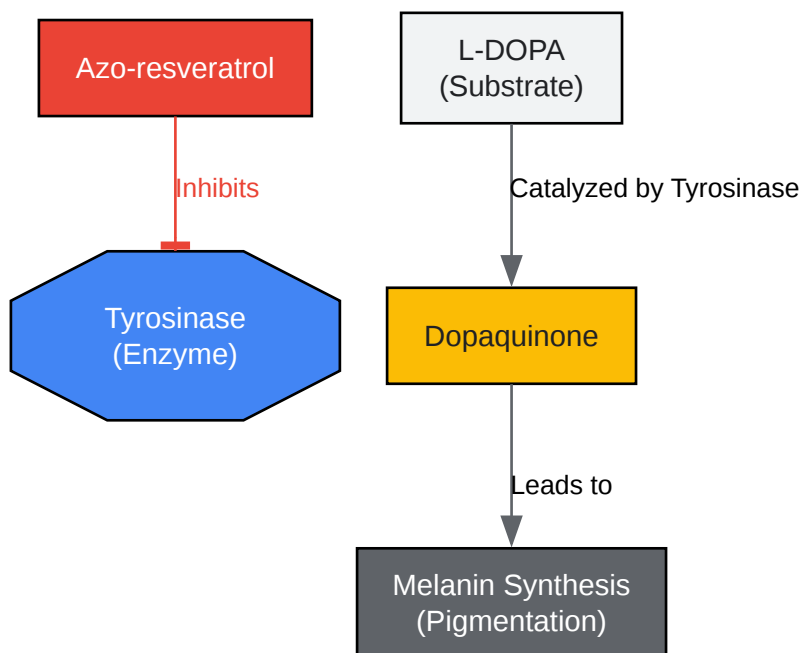 Azo-resveratrol
L-DOPA
(Substrate)
Inhibits
Catalyzed by Tyrosinase
Tyrosinase
(Enzyme)
Dopaquinone
Leads to
Melanin Synthesis
(Pigmentation)